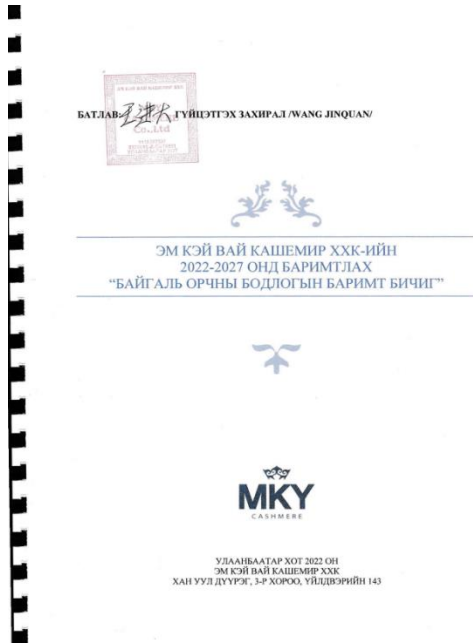 БАТЛАВ ГҮЙЦЭТГЭХ ЗАХИРАЛ /WANG JINQUAN/
Co.,Ltd
ЭМ КЭЙ ВАЙ КАШЕМИР ХХК-ИЙН
2022-2027 ОНД БАРИМТЛАХ
“БАЙГАЛЬ ОРЧНЫ БОДЛОГЫН БАРИМТ БИЧИГ”
MKY
CASHMERE
УЛААНБААТАР ХОТ 2022 ОН
ЭМ КЭЙ ВАЙ КАШЕМИР ХХК
ХАН УУЛ ДҮҮРЭГ, 3-Р ХОРОО, ҮЙЛДВЭРИЙН 143